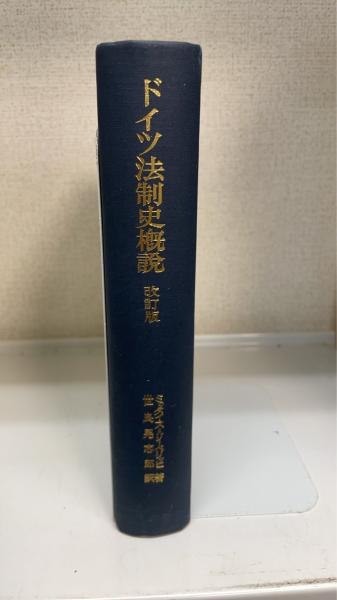 ドイツ法制史概説
改訂版
ミッタイス=リーベリッヒ著
世良晃志郎訳